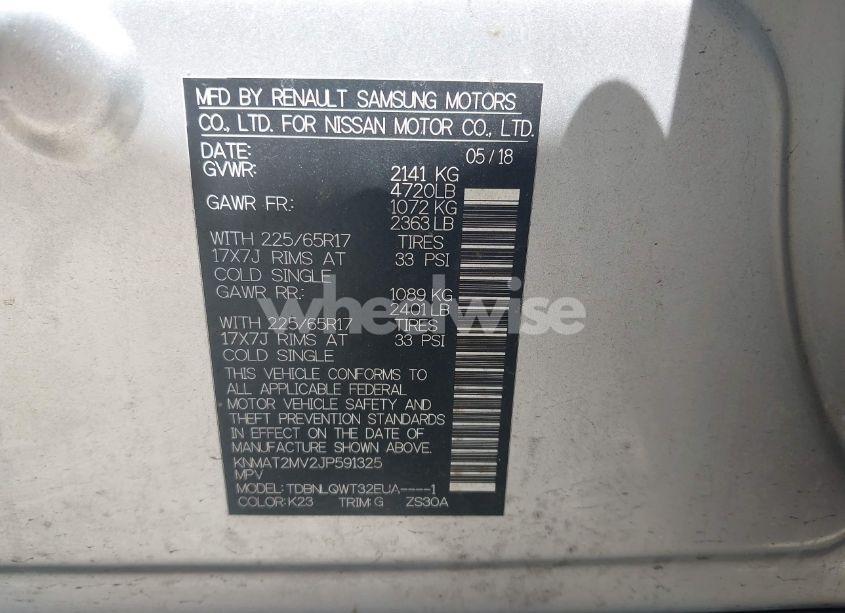 MFD BY RENAULT SAMSUNG MOTORS
CO., LTD. FOR NISSAN MOTOR CO., LTD.
DATE: 05/18
GVWR: 2141 KG
4720LB
GAWR FR: 1072 KG
2363 LB
WITH 225/65R17 TIRES
17X7J RIMS AT 33 PSI
COLD SINGLE
GAWR RR: 1089 KG
2401 LB
WITH 225/65R17 TIRES
17X7J RIMS AT 33 PSI
COLD SINGLE
THIS VEHICLE CONFORMS TO
ALL APPLICABLE FEDERAL
MOTOR VEHICLE SAFETY AND
THEFT PREVENTION STANDARDS
IN EFFECT ON THE DATE OF
MANUFACTURE SHOWN ABOVE.
KNMAT2MV2JP591325
MPV
MODEL: TDBNLQWT32EUA----1
COLOR: K23 TRIM: G ZS30A
wheelwise